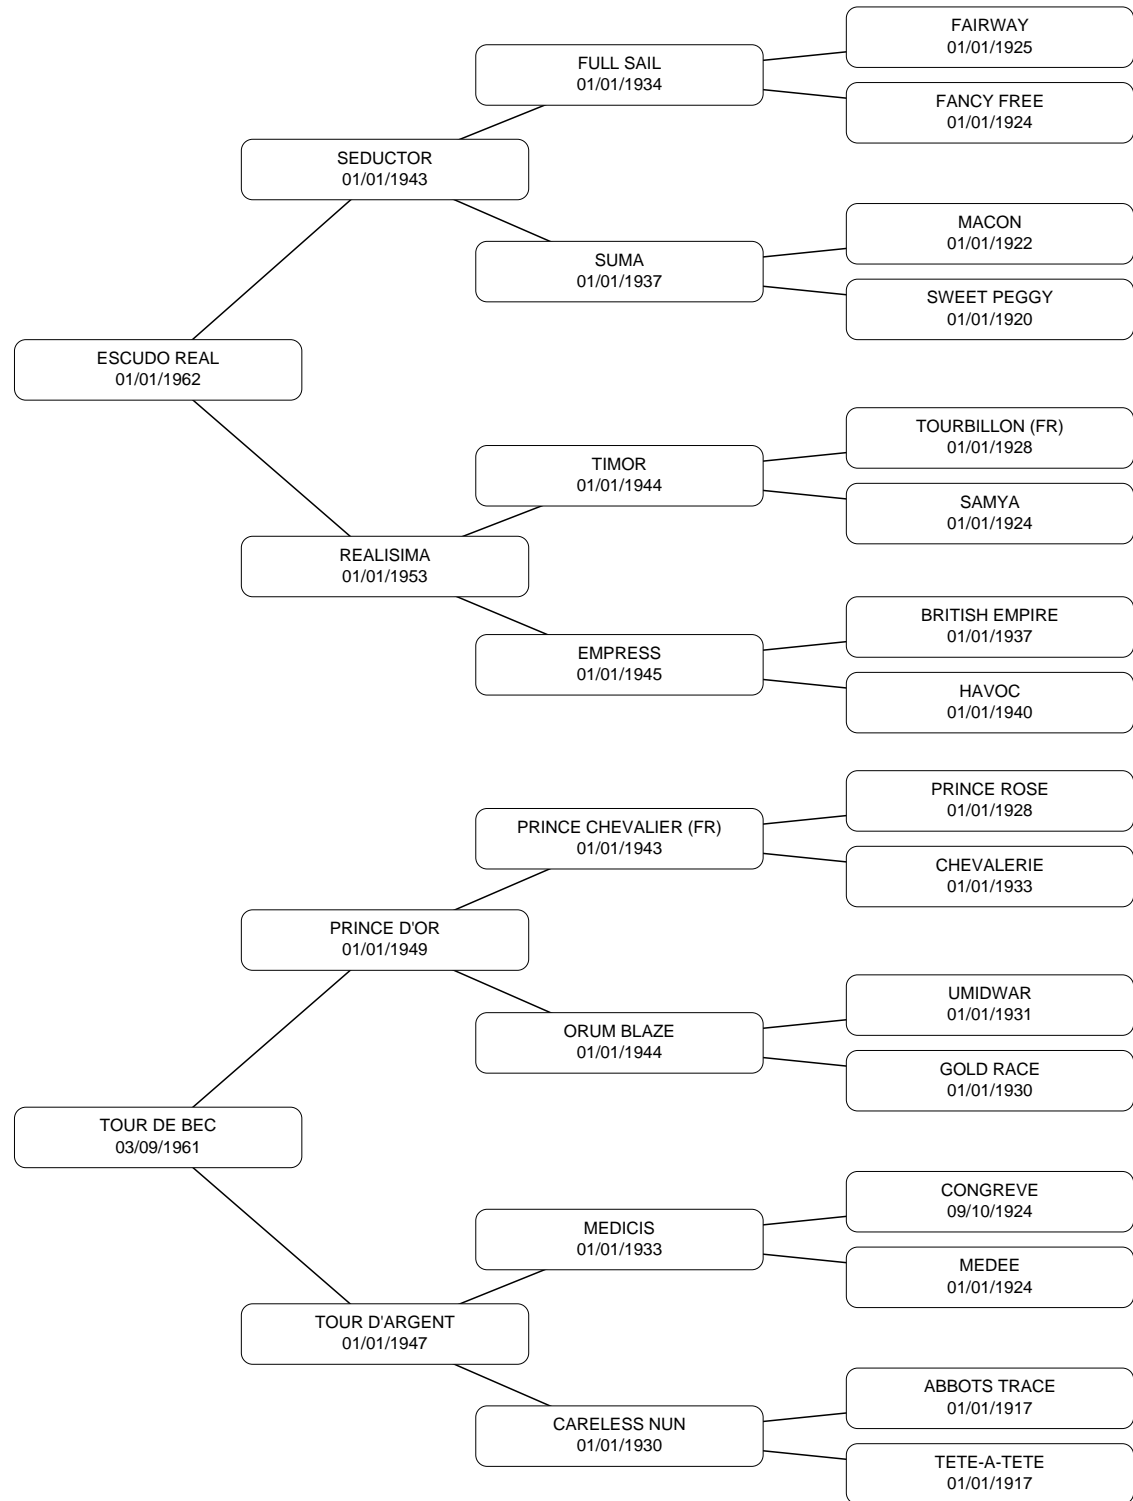 FAIRWAY
01/01/1925
FULL SAIL
01/01/1934
FANCY FREE
01/01/1924
SEDUCTOR
01/01/1943
MACON
01/01/1922
SUMA
01/01/1937
SWEET PEGGY
01/01/1920
ESCUDO REAL
01/01/1962
TOURBILLON (FR)
01/01/1928
TIMOR
01/01/1944
SAMYA
01/01/1924
REALISIMA
01/01/1953
BRITISH EMPIRE
01/01/1937
EMPRESS
01/01/1945
HAVOC
01/01/1940
PRINCE ROSE
01/01/1928
PRINCE CHEVALIER (FR)
01/01/1943
CHEVALERIE
01/01/1933
PRINCE D'OR
01/01/1949
UMIDWAR
01/01/1931
ORUM BLAZE
01/01/1944
GOLD RACE
01/01/1930
TOUR DE BEC
03/09/1961
CONGREVE
09/10/1924
MEDICIS
01/01/1933
MEDEE
01/01/1924
TOUR D'ARGENT
01/01/1947
ABBOTS TRACE
01/01/1917
CARELESS NUN
01/01/1930
TETE-A-TETE
01/01/1917